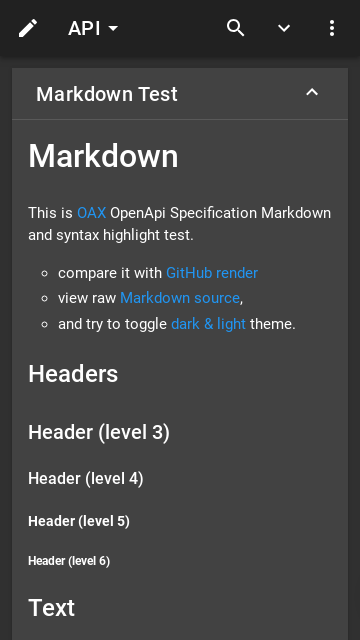 API
Markdown Test
Markdown
This is OAX OpenApi Specification Markdown
and syntax highlight test.
compare it with GitHub render
view raw Markdown source,
and try to toggle dark & light theme.
Headers
Header (level 3)
Header (level 4)
Header (level 5)
Header (level 6)
Text